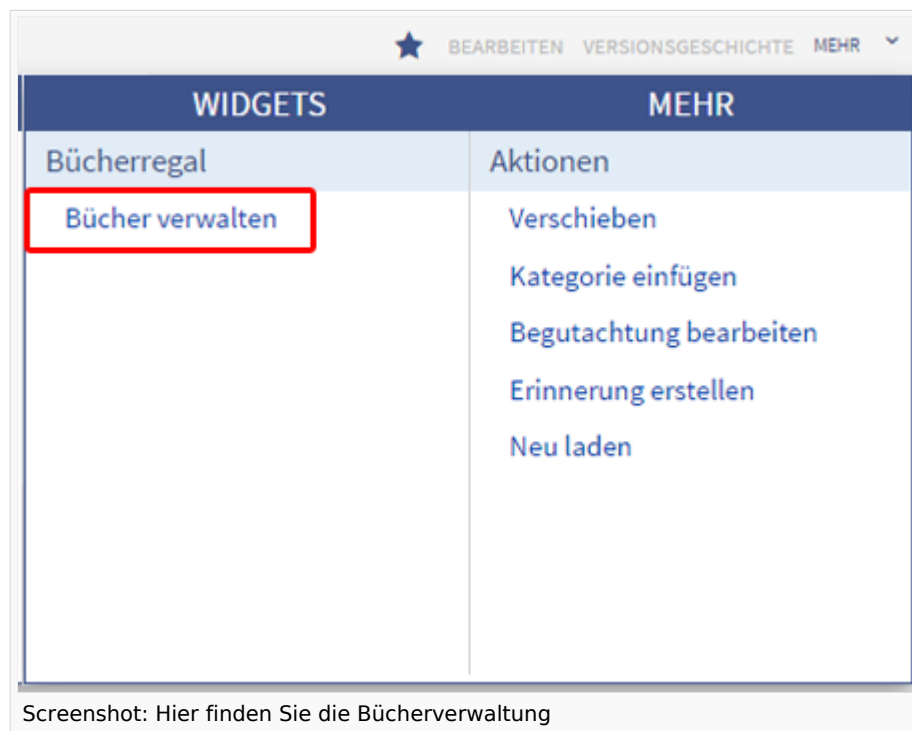 BEARBEITEN VERSIONSGESCHICHTE MEHR
WIDGETS MEHR
Bücherregal Aktionen
Bücher verwalten Verschieben
Kategorie einfügen
Begutachtung bearbeiten
Erinnerung erstellen
Neu laden
Screenshot: Hier finden Sie die Bücherverwaltung